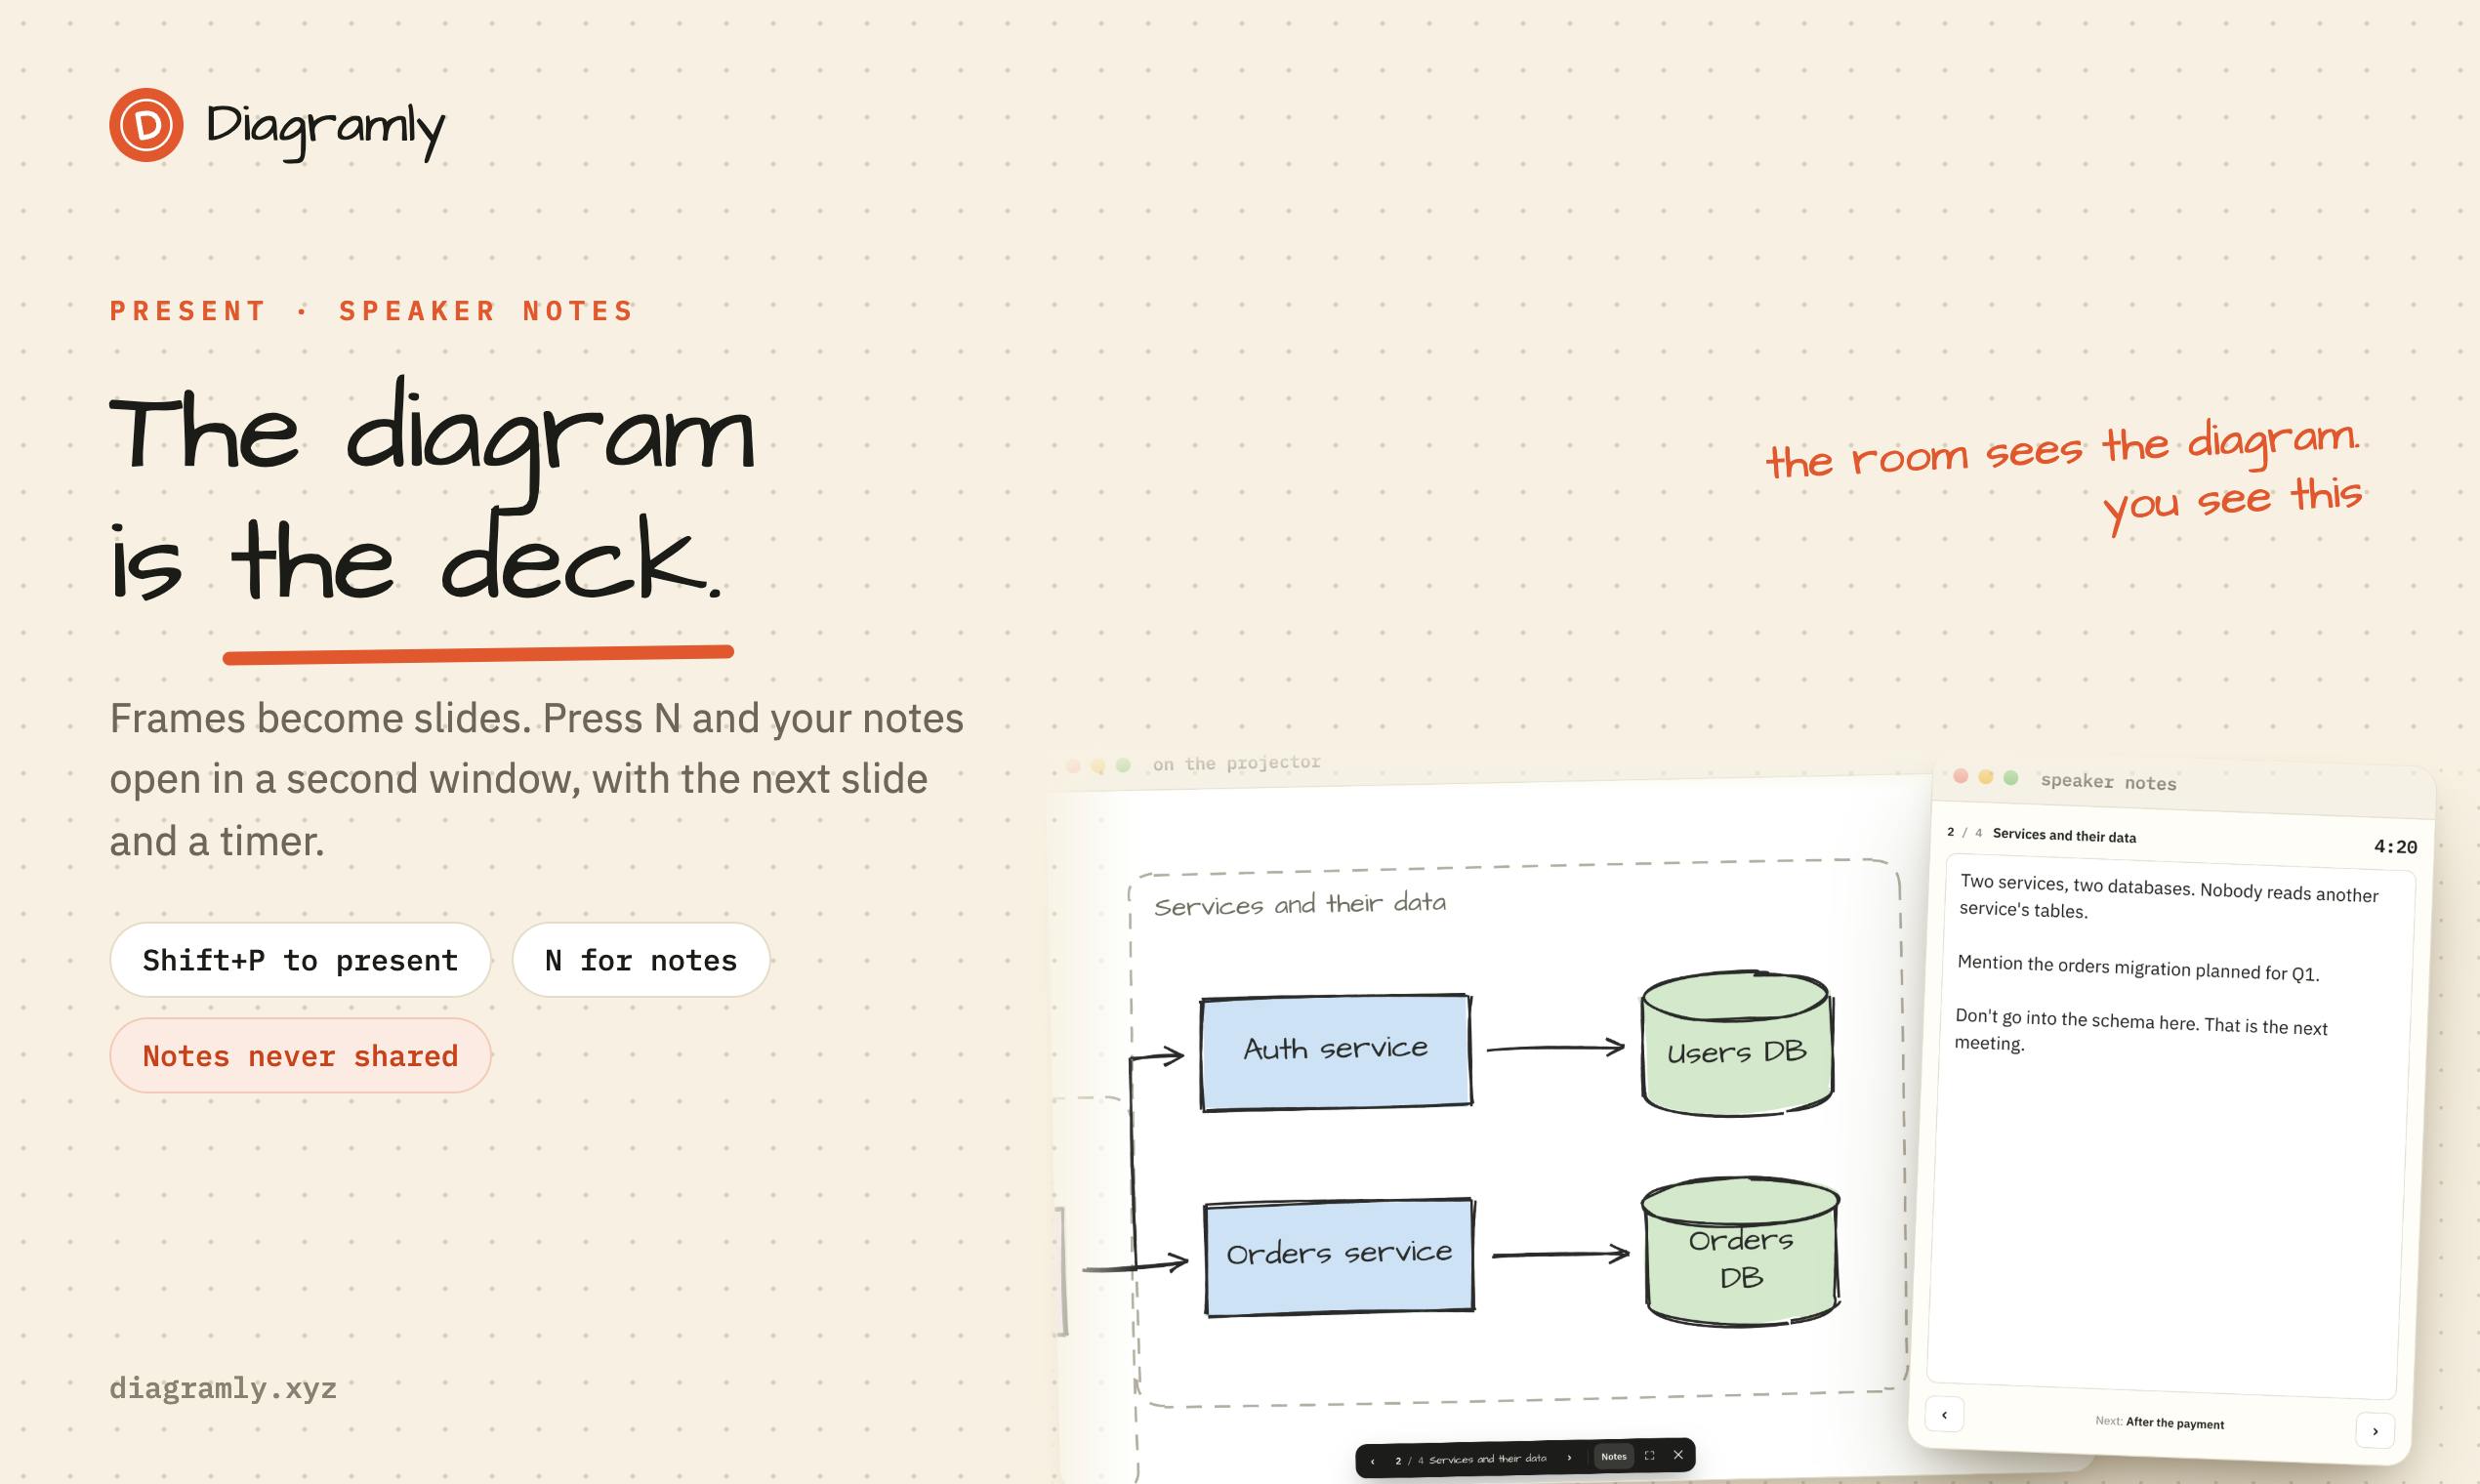 D Diagramly
PRESENT · SPEAKER NOTES
The diagram
is the deck.
Frames become slides. Press N and your notes
open in a second window, with the next slide
and a timer.
Shift+P to present
N for notes
Notes never shared
diagramly.xyz
the room sees the diagram.
you see this
on the projector
Services and their data
Auth service
Users DB
Orders service
Orders
DB
‹ 2 / 4 Services and their data › Notes
speaker notes
2 / 4 Services and their data 4:20
Two services, two databases. Nobody reads another
service's tables.
Mention the orders migration planned for Q1.
Don't go into the schema here. That is the next
meeting.
‹ Next: After the payment ›